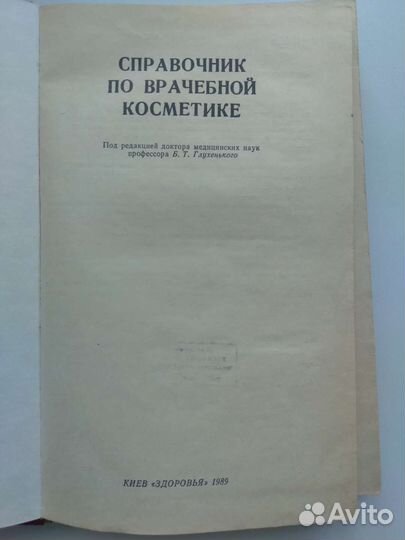 СПРАВОЧНИК
ПО ВРАЧЕБНОЙ
КОСМЕТИКЕ
Под редакцией доктора медицинских наук
профессора Б. Т. Глухенького
КИЕВ «ЗДОРОВЬЯ» 1989
Avito